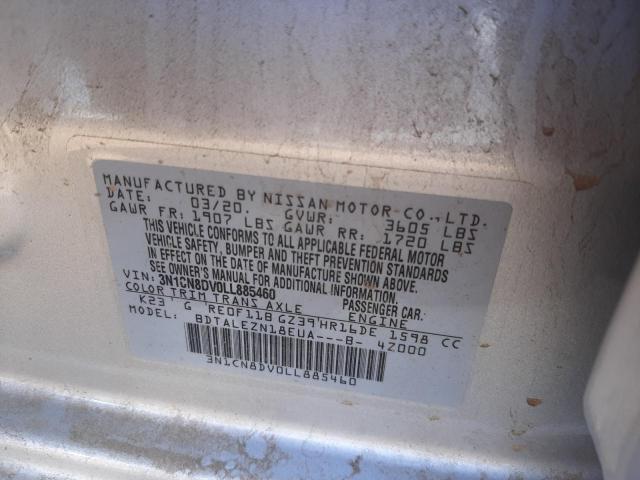 MANUFACTURED BY NISSAN MOTOR CO.,LTD.
DATE: 03/20. GVWR: 3605 LBS
GAWR FR: 1907 LBS GAWR RR: 1720 LBS
THIS VEHICLE CONFORMS TO ALL APPLICABLE FEDERAL MOTOR
VEHICLE SAFETY, BUMPER AND THEFT PREVENTION STANDARDS
IN EFFECT ON THE DATE OF MANUFACTURE SHOWN ABOVE.
SEE OWNER'S MANUAL FOR ADDITIONAL INFORMATION.
VIN: 3N1CN8DV0LL885460 PASSENGER CAR.
COLOR TRIM TRANS AXLE ENGINE
K23 G RE0F11B GZ39 HR16DE 1598 CC
MODEL: BDTALEZN18EUA---B- 42000
3N1CN8DV0LL885460